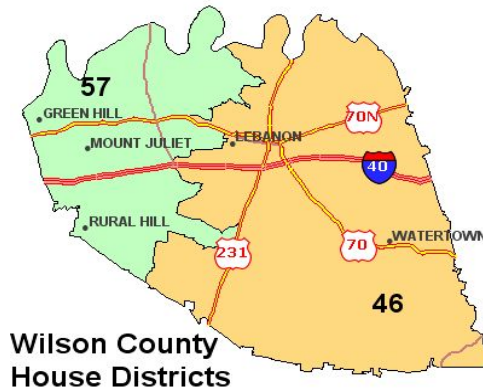 57
GREEN HILL
70N
MOUNT JULIET
LEBANON
40
RURAL HILL
231
70
WATERTOWN
46
Wilson County
House Districts